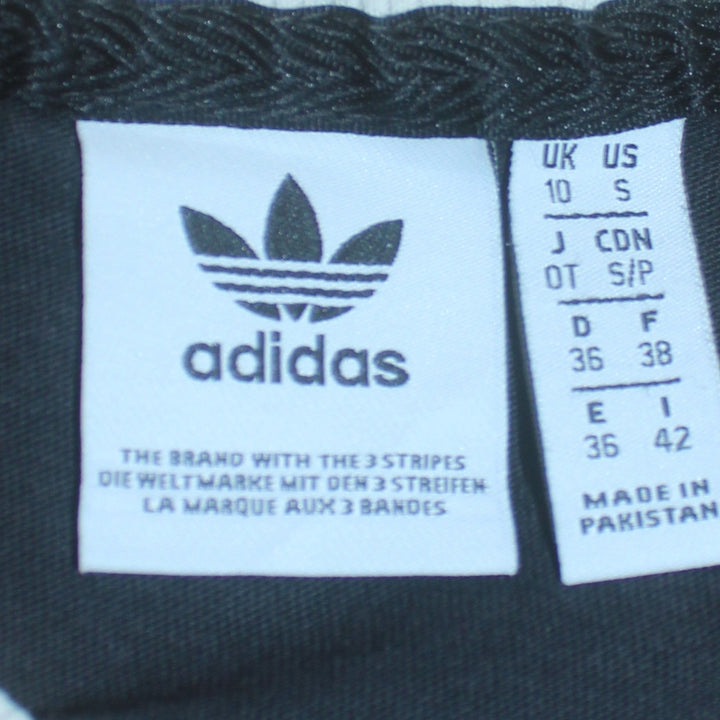 adidas
THE BRAND WITH THE 3 STRIPES
DIE WELTMARKE MIT DEN 3 STREIFEN
LA MARQUE AUX 3 BANDES
UK US
10 S
J CDN
OT S/P
D F
36 38
E I
36 42
MADE IN
PAKISTAN